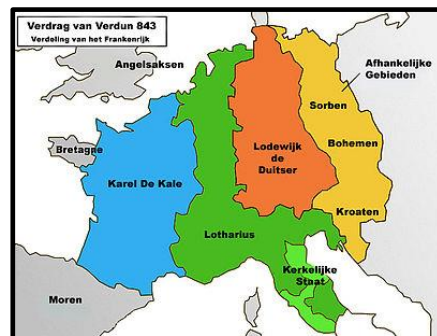 Verdrag van Verdun 843
Verdeling van het Frankenrijk
Angelsaksen
Afhankelijke
Gebieden
Sorben
Bretagne
Lodewijk
de
Duitser
Bohemen
Karel De Kale
Kroaten
Lotharius
Kerkelijke
Staat
Moren